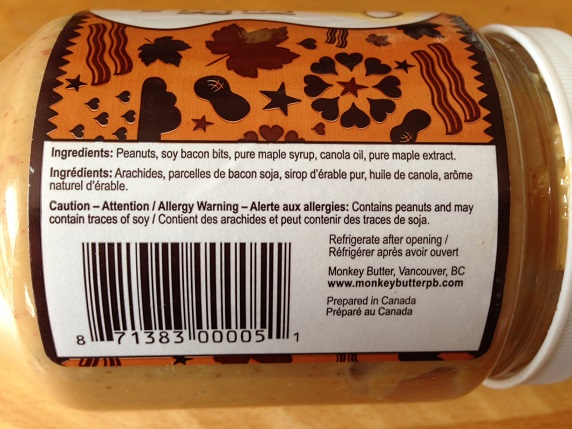 Ingredients: Peanuts, soy bacon bits, pure maple syrup, canola oil, pure maple extract.
Ingrédients: Arachides, parcelles de bacon soja, sirop d'érable pur, huile de canola, arôme
naturel d'érable.
Caution – Attention / Allergy Warning – Alerte aux allergies: Contains peanuts and may
contain traces of soy / Contient des arachides et peut contenir des traces de soja.
Refrigerate after opening /
Réfrigérer après avoir ouvert
Monkey Butter, Vancouver, BC
www.monkeybutterpb.com
Prepared in Canada
Préparé au Canada
8 71383 00005 1